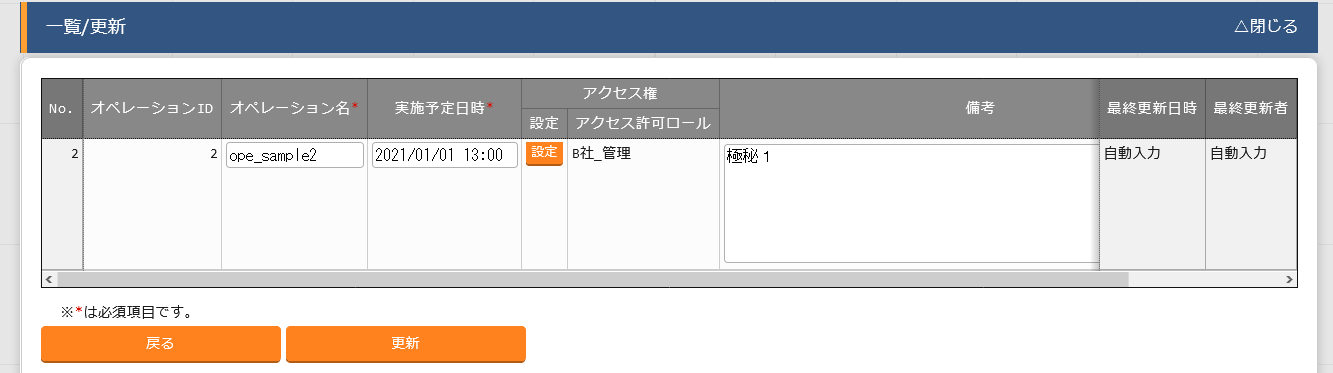 一覧/更新
△閉じる
No. オペレーションID オペレーション名* 実施予定日時* アクセス権 備考 最終更新日時 最終更新者
設定 アクセス許可ロール
2 2 ope_sample2 2021/01/01 13:00 設定 B社_管理 極秘１ 自動入力 自動入力
※*は必須項目です。
戻る 更新